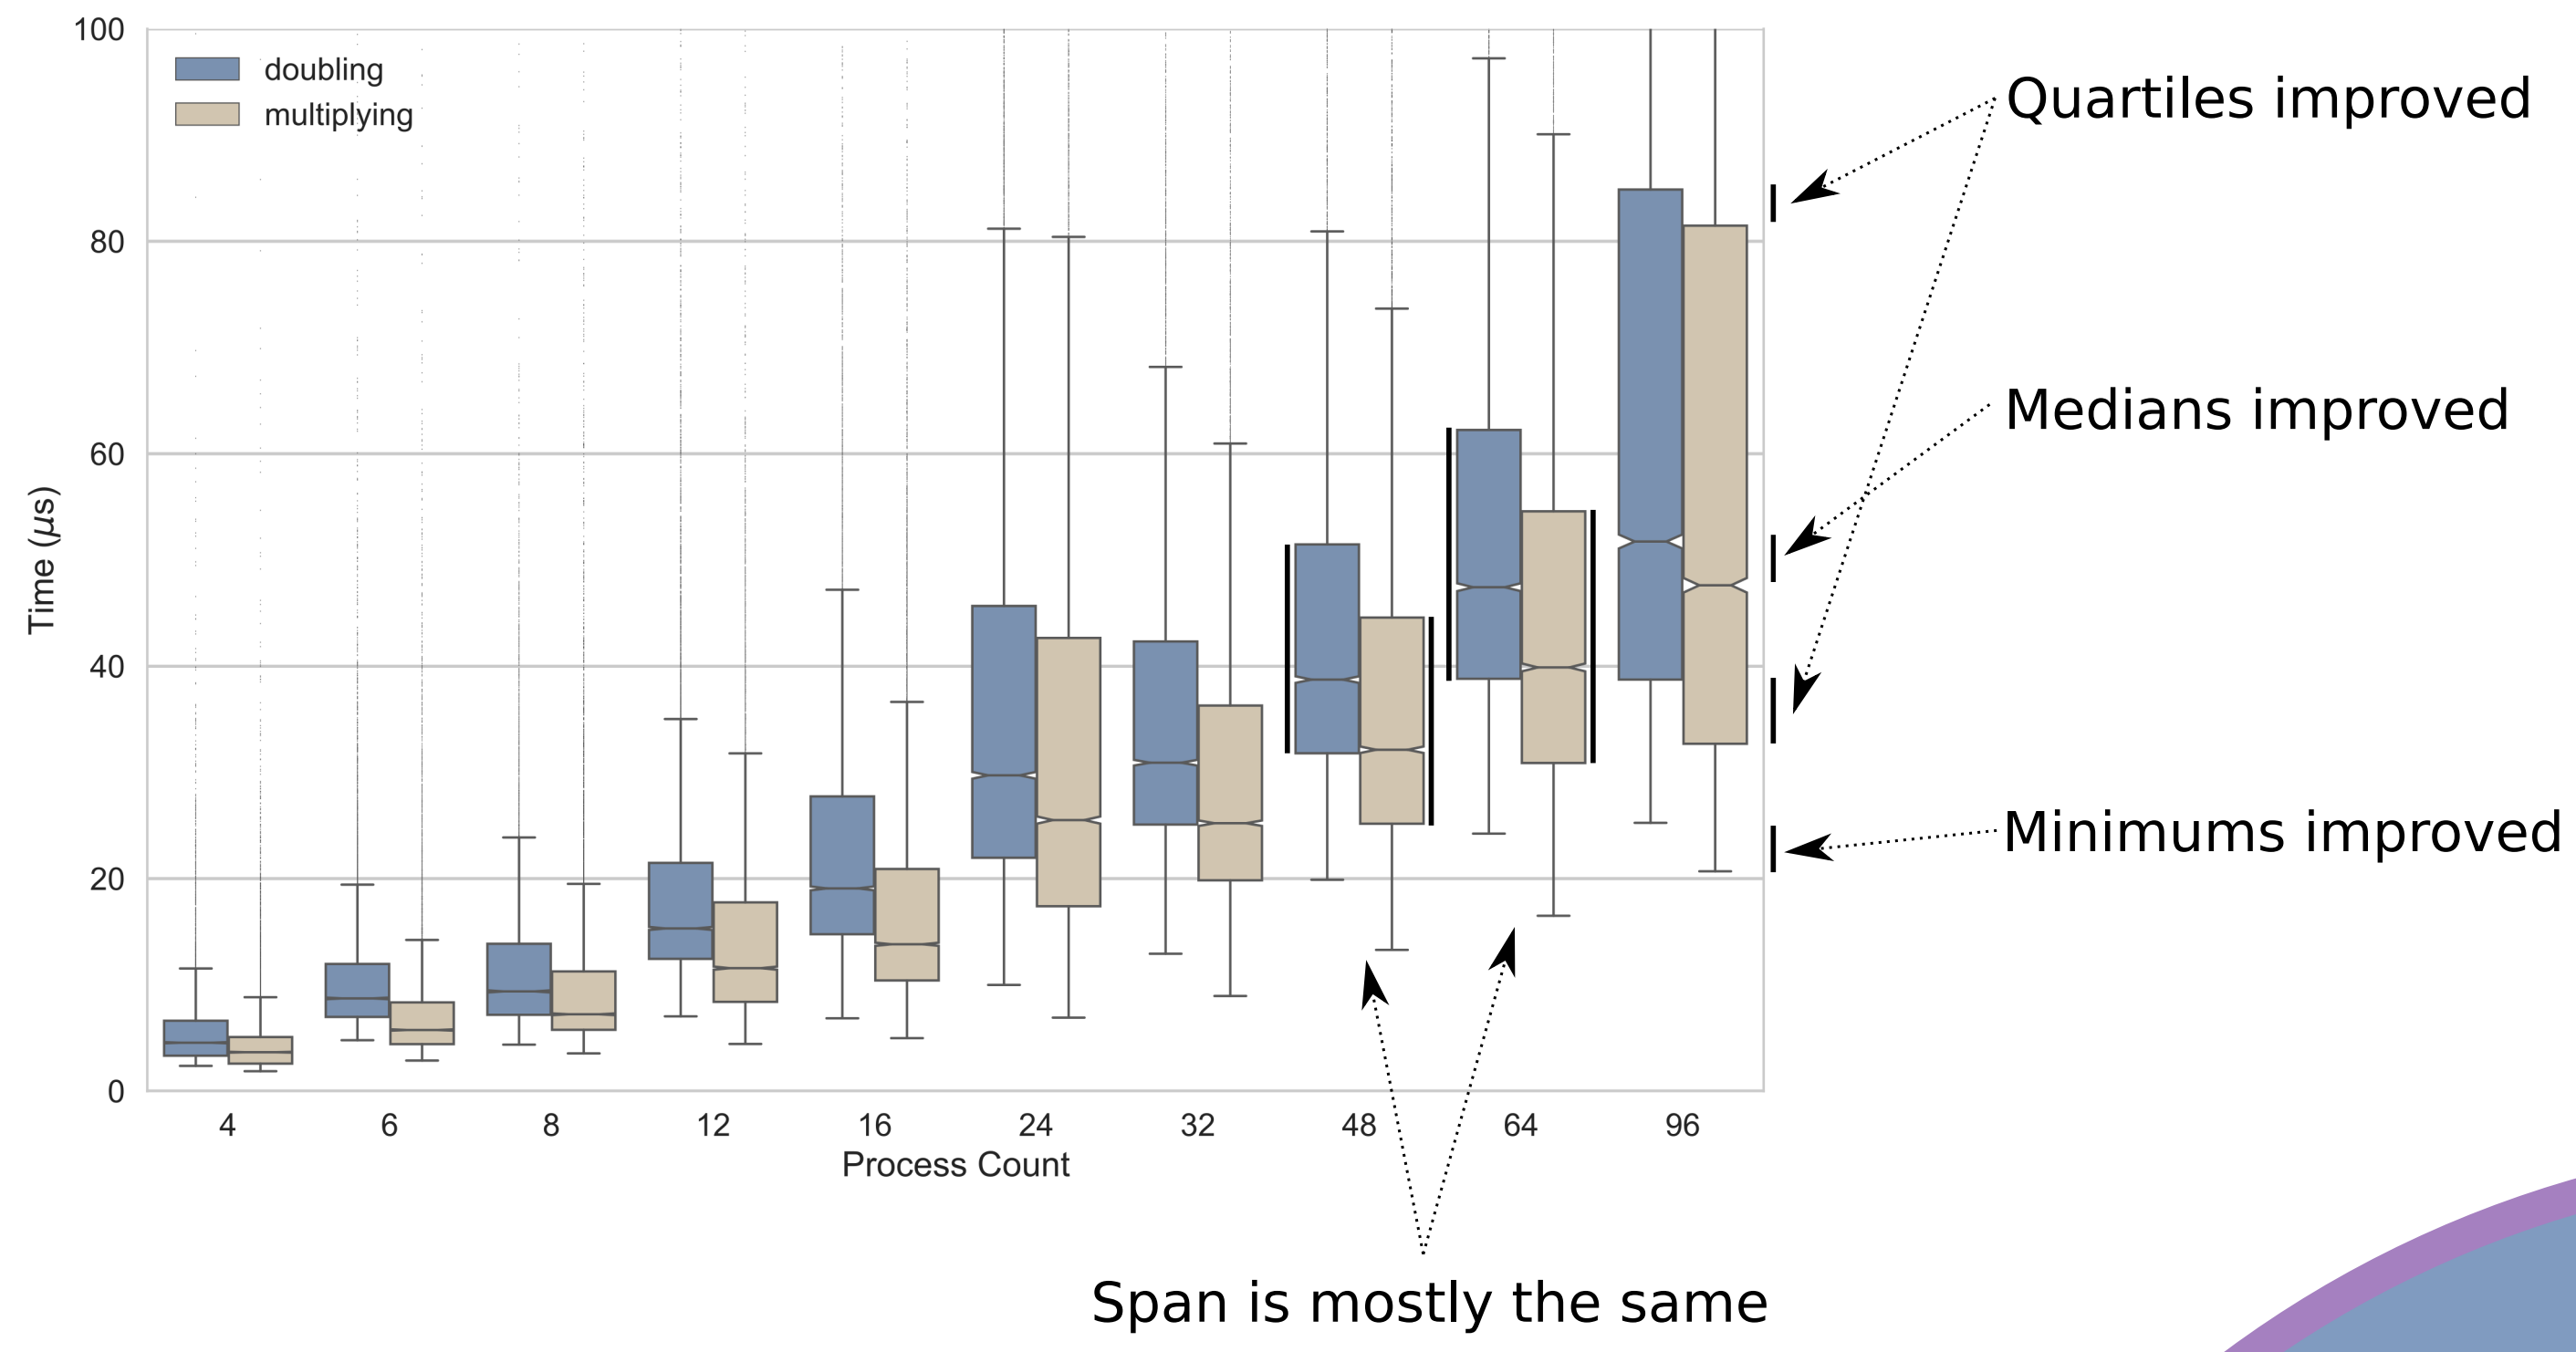 100
80
60
40
20
0
Time (μs)
doubling
multiplying
4 6 8 12 16 24 32 48 64 96
Process Count
Quartiles improved
Medians improved
Minimums improved
Span is mostly the same